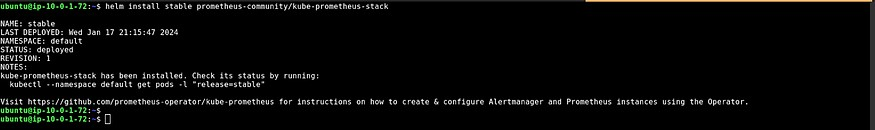 ubuntu@ip-10-0-1-72:~$ helm install stable prometheus-community/kube-prometheus-stack
NAME: stable
LAST DEPLOYED: Wed Jan 17 21:15:47 2024
NAMESPACE: default
STATUS: deployed
REVISION: 1
NOTES:
kube-prometheus-stack has been installed. Check its status by running:
  kubectl --namespace default get pods -l "release=stable"
Visit https://github.com/prometheus-operator/kube-prometheus for instructions on how to create & configure Alertmanager and Prometheus instances using the Operator.
ubuntu@ip-10-0-1-72:~$
ubuntu@ip-10-0-1-72:~$